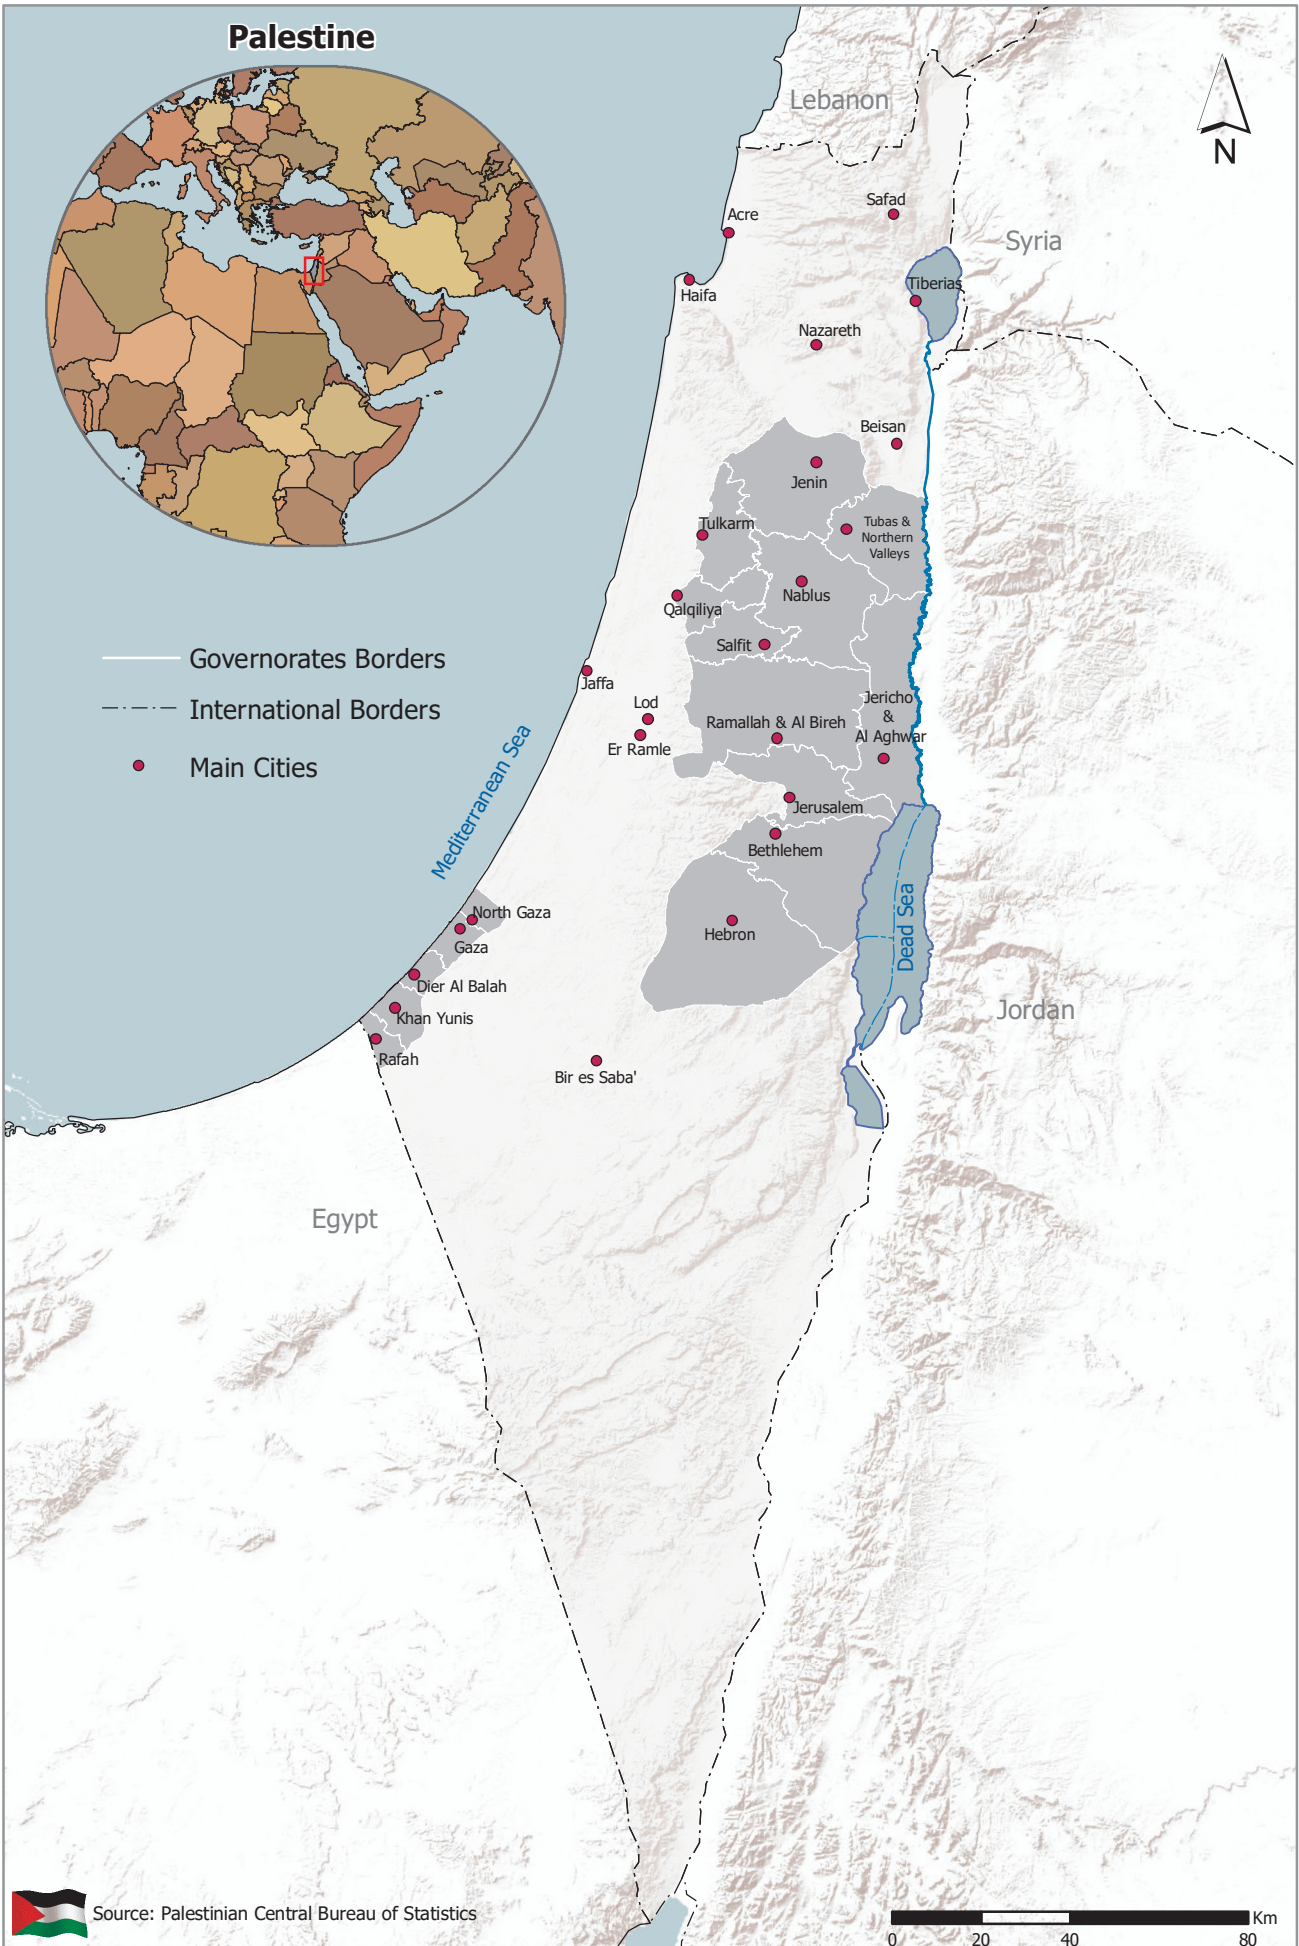 Palestine
N
Lebanon
Syria
Safad
Acre
Haifa
Tiberias
Nazareth
Beisan
Jenin
Tulkarm
Tubas &
Northern
Valleys
Nablus
Qalqiliya
Salfit
Governorates Borders
International Borders
Main Cities
Jaffa
Lod
Er Ramle
Ramallah & Al Bireh
Jericho
&
Al Aghwar
Mediterranean Sea
Jerusalem
Bethlehem
Hebron
Dead Sea
North Gaza
Gaza
Dier Al Balah
Khan Yunis
Rafah
Bir es Saba'
Jordan
Egypt
Source: Palestinian Central Bureau of Statistics
Km
0 20 40 80